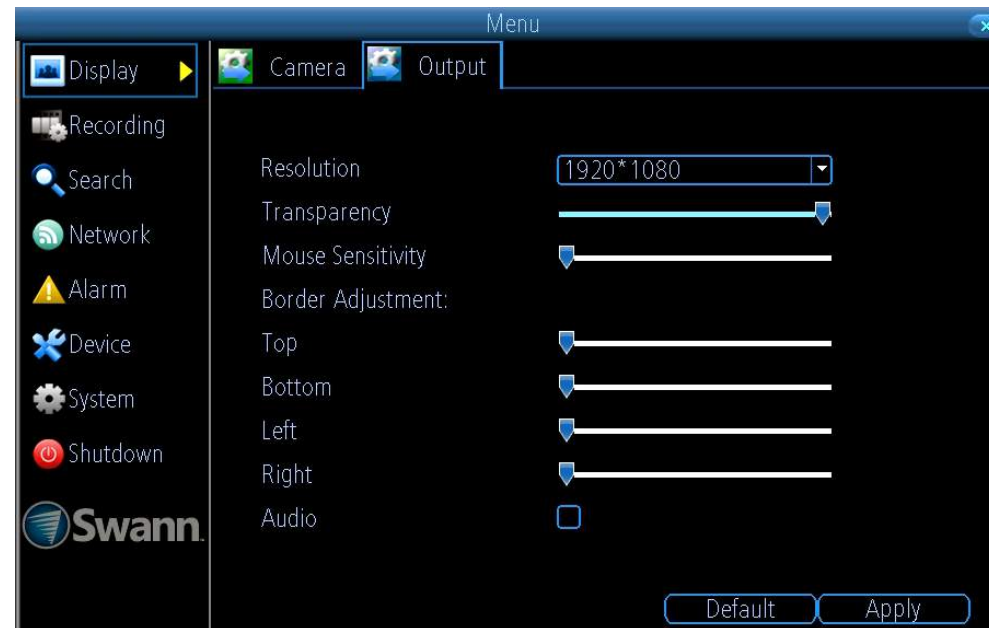 Menu
Display
Recording
Search
Network
Alarm
Device
System
Shutdown
Swann
Camera
Output
Resolution 1920*1080
Transparency
Mouse Sensitivity
Border Adjustment:
Top
Bottom
Left
Right
Audio
Default Apply